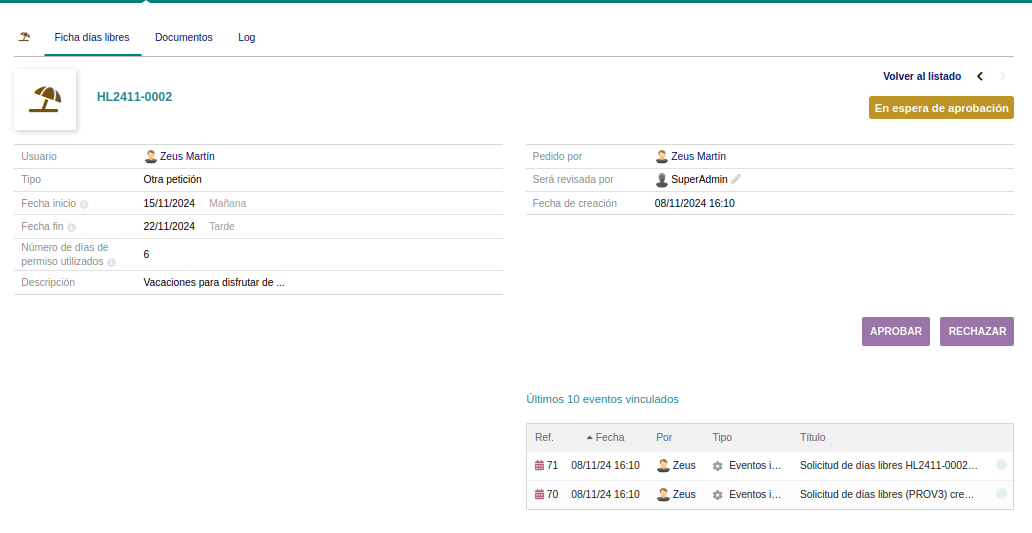 Ficha días libres Documentos Log
Volver al listado
HL2411-0002
En espera de aprobación
Usuario Zeus Martín
Tipo Otra petición
Fecha inicio 15/11/2024 Mañana
Fecha fin 22/11/2024 Tarde
Número de días de
permiso utilizados 6
Descripción Vacaciones para disfrutar de ...
Pedido por Zeus Martín
Será revisada por SuperAdmin
Fecha de creación 08/11/2024 16:10
APROBAR RECHAZAR
Últimos 10 eventos vinculados
Ref. Fecha Por Tipo Título
71 08/11/24 16:10 Zeus Eventos i... Solicitud de días libres HL2411-0002...
70 08/11/24 16:10 Zeus Eventos i... Solicitud de días libres (PROV3) cre...